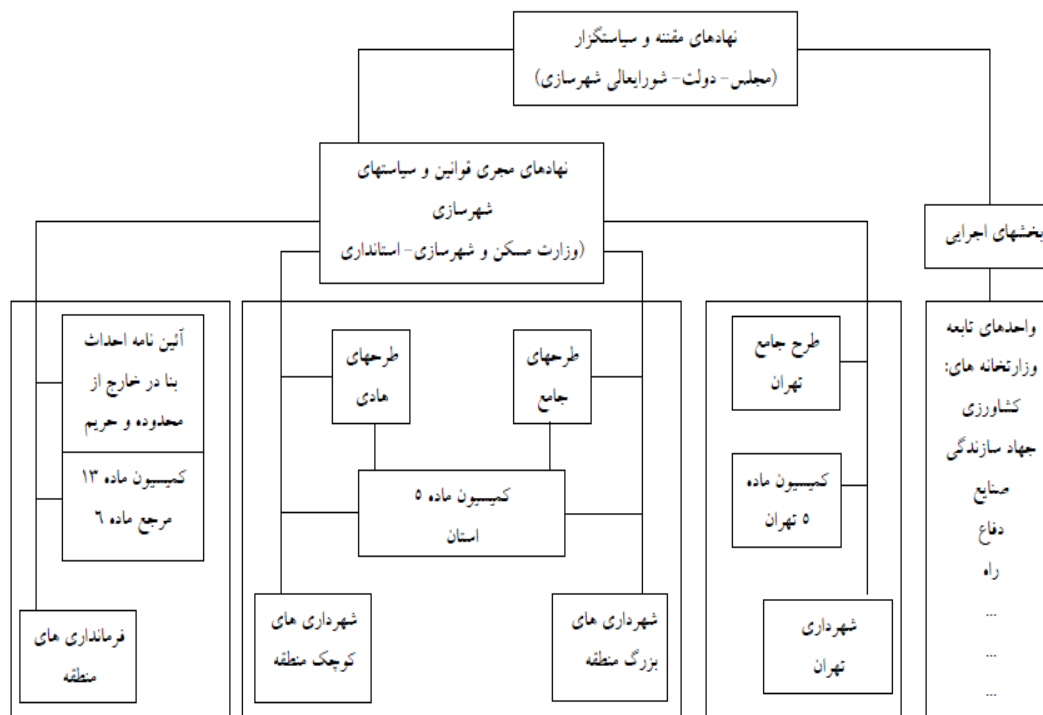 نهادهای مقننه و سیاستگزار
(مجلس- دولت- شورایعالی شهرسازی)
نهادهای مجری قوانین و سیاستهای
شهرسازی
(وزارت مسکن و شهرسازی- استانداری
بخشهای اجرایی
واحدهای تابعه
وزارتخانه های:
کشاورزی
جهاد سازندگی
صنایع
دفاع
راه
...
...
...
طرح جامع
تهران
کمیسیون ماده
۵ تهران
شهرداری
تهران
طرحهای
جامع
طرحهای
هادی
کمیسیون ماده ۵
استان
شهرداری های
بزرگ منطقه
شهرداری های
کوچک منطقه
آئین نامه احداث
بنا در خارج از
محدوده و حریم
کمیسیون ماده ۱۳
مرجع ماده ۶
فرمانداری های
منطقه